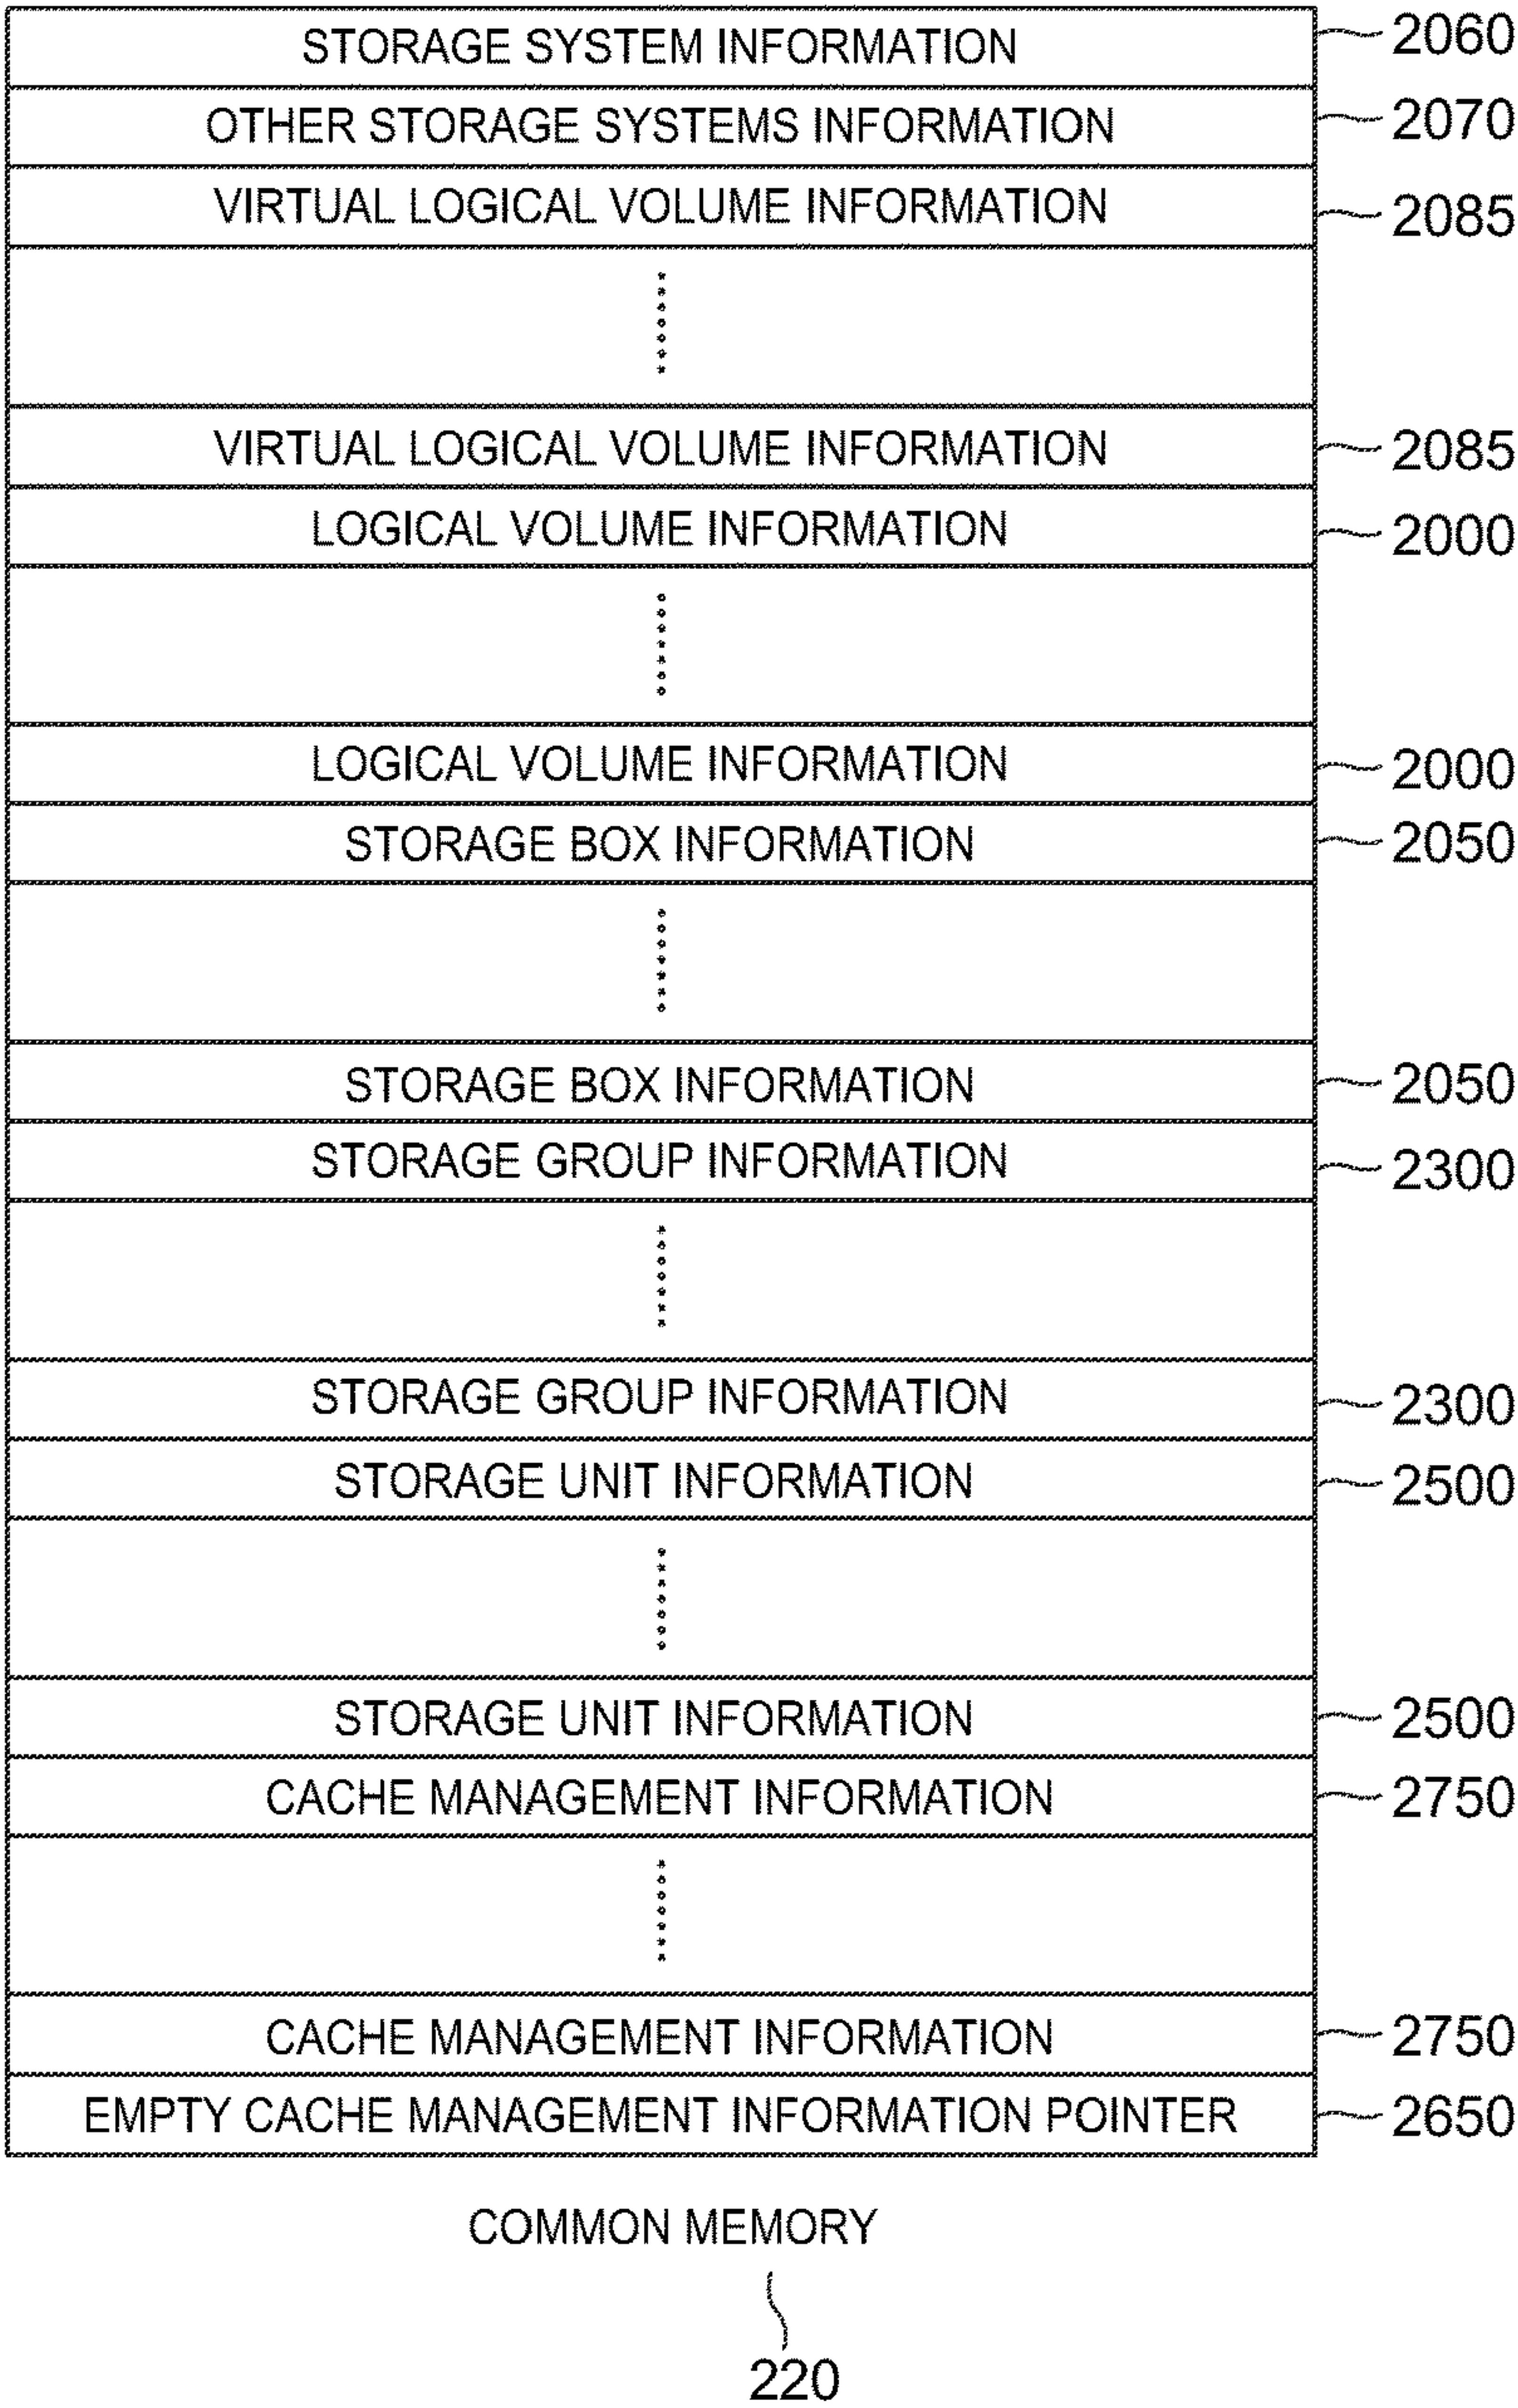 STORAGE SYSTEM INFORMATION 2060
OTHER STORAGE SYSTEMS INFORMATION 2070
VIRTUAL LOGICAL VOLUME INFORMATION 2085
VIRTUAL LOGICAL VOLUME INFORMATION 2085
LOGICAL VOLUME INFORMATION 2000
LOGICAL VOLUME INFORMATION 2000
STORAGE BOX INFORMATION 2050
STORAGE BOX INFORMATION 2050
STORAGE GROUP INFORMATION 2300
STORAGE GROUP INFORMATION 2300
STORAGE UNIT INFORMATION 2500
STORAGE UNIT INFORMATION 2500
CACHE MANAGEMENT INFORMATION 2750
CACHE MANAGEMENT INFORMATION 2750
EMPTY CACHE MANAGEMENT INFORMATION POINTER 2650
COMMON MEMORY
220